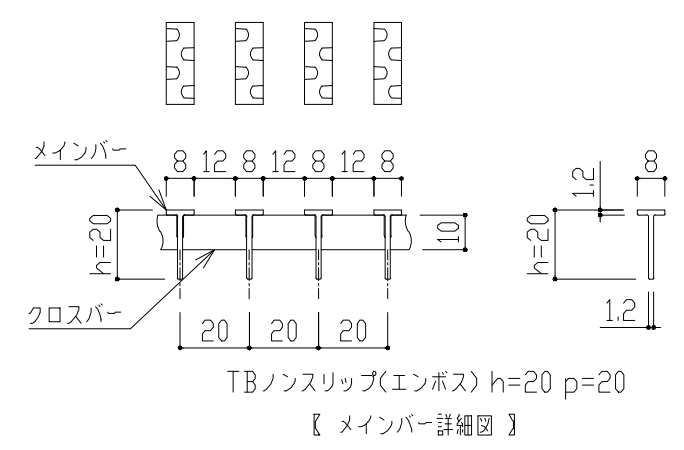 メインバー
8 12 8 12 8 12 8
1.2
8
h=20
10
h=20
クロスバー
1.2
20 20 20
TBノンスリップ(エンボス) h=20 p=20
【 メインバー詳細図 】